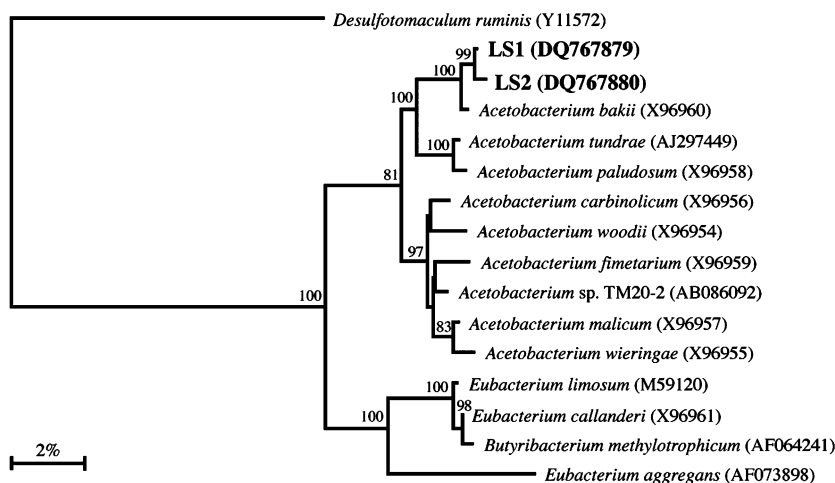 Desulfotomaculum ruminis (Y11572)
99 LS1 (DQ767879)
100 LS2 (DQ767880)
100 Acetobacterium bakii (X96960)
100 Acetobacterium tundrae (AJ297449)
Acetobacterium paludosum (X96958)
81
Acetobacterium carbinolicum (X96956)
Acetobacterium woodii (X96954)
97
Acetobacterium fimetarium (X96959)
100 Acetobacterium sp. TM20-2 (AB086092)
83 Acetobacterium malicum (X96957)
Acetobacterium wieringae (X96955)
100 Eubacterium limosum (M59120)
100 98 Eubacterium callanderi (X96961)
2% Butyribacterium methylotrophicum (AF064241)
Eubacterium aggregans (AF073898)